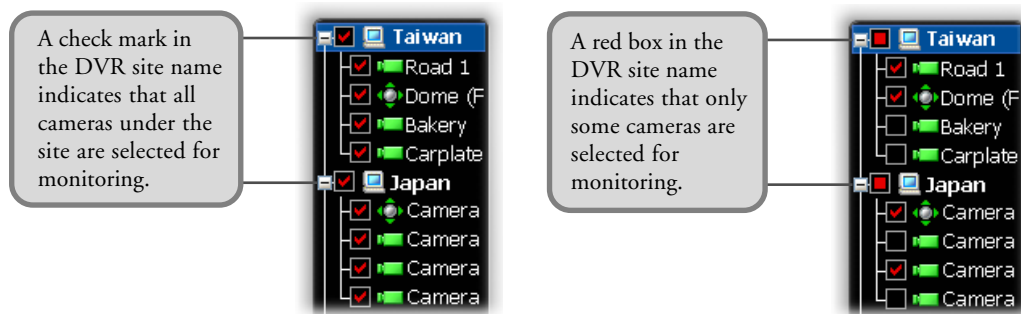 A check mark in
the DVR site name
indicates that all
cameras under the
site are selected for
monitoring.
Taiwan
Road 1
Dome (F
Bakery
Carplate
Japan
Camera
Camera
Camera
Camera
A red box in the
DVR site name
indicates that only
some cameras are
selected for
monitoring.
Taiwan
Road 1
Dome (F
Bakery
Carplate
Japan
Camera
Camera
Camera
Camera